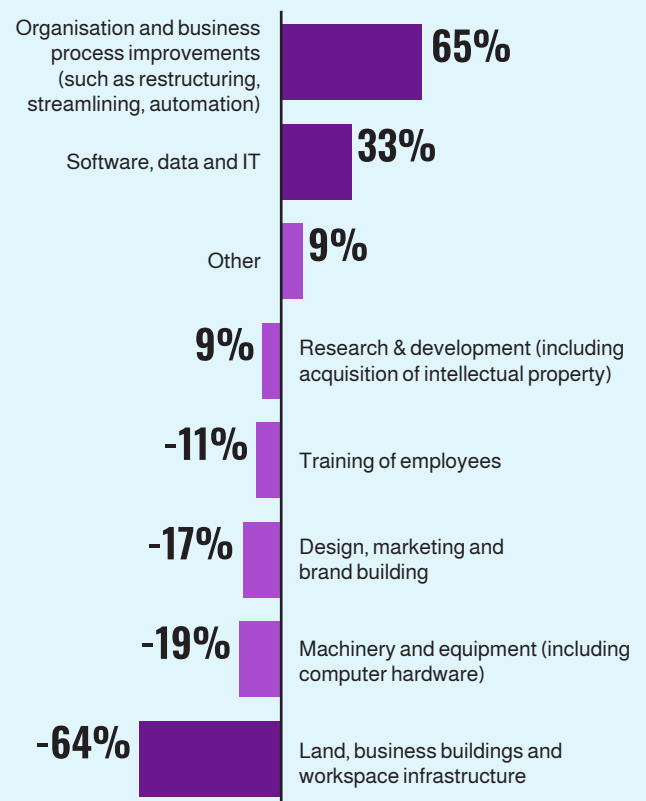 Organisation and business
process improvements
(such as restructuring,
streamlining, automation)
65%
Software, data and IT
33%
Other
9%
9%
Research & development (including
acquisition of intellectual property)
-11%
Training of employees
-17%
Design, marketing and
brand building
-19%
Machinery and equipment (including
computer hardware)
-64%
Land, business buildings and
workspace infrastructure